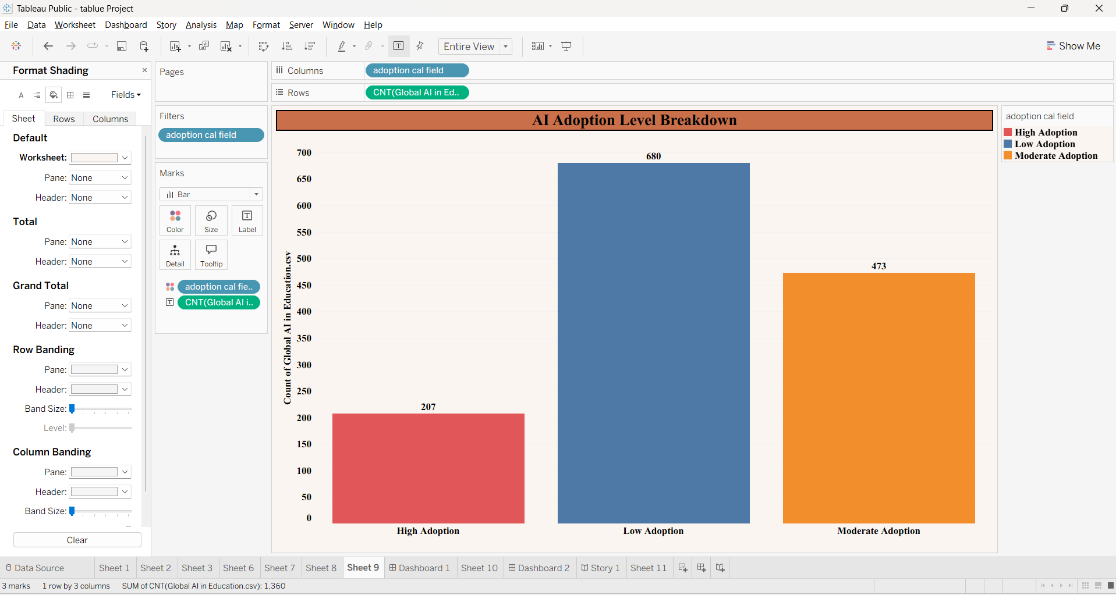 Tableau Public - tablue Project
File Data Worksheet Dashboard Story Analysis Map Format Server Window Help
Entire View
Show Me
Format Shading
Fields
Sheet Rows Columns
Default
Worksheet:
Pane: None
Header: None
Total
Pane: None
Header: None
Grand Total
Pane: None
Header: None
Row Banding
Pane:
Header:
Band Size:
Level:
Column Banding
Pane:
Header:
Band Size:
Clear
Pages
Filters
adoption cal field
Marks
Bar
Color Size Label
Detail Tooltip
adoption cal fie..
CNT(Global AI i..
Columns adoption cal field
Rows CNT(Global AI in Ed..
AI Adoption Level Breakdown
Count of Global AI in Education.csv
700
650
600
550
500
450
400
350
300
250
200
150
100
50
0
207
680
473
High Adoption Low Adoption Moderate Adoption
adoption cal field
High Adoption
Low Adoption
Moderate Adoption
Data Source Sheet 1 Sheet 2 Sheet 3 Sheet 6 Sheet 7 Sheet 8 Sheet 9 Dashboard 1 Sheet 10 Dashboard 2 Story 1 Sheet 11
3 marks 1 row by 3 columns SUM of CNT(Global AI in Education.csv): 1,360